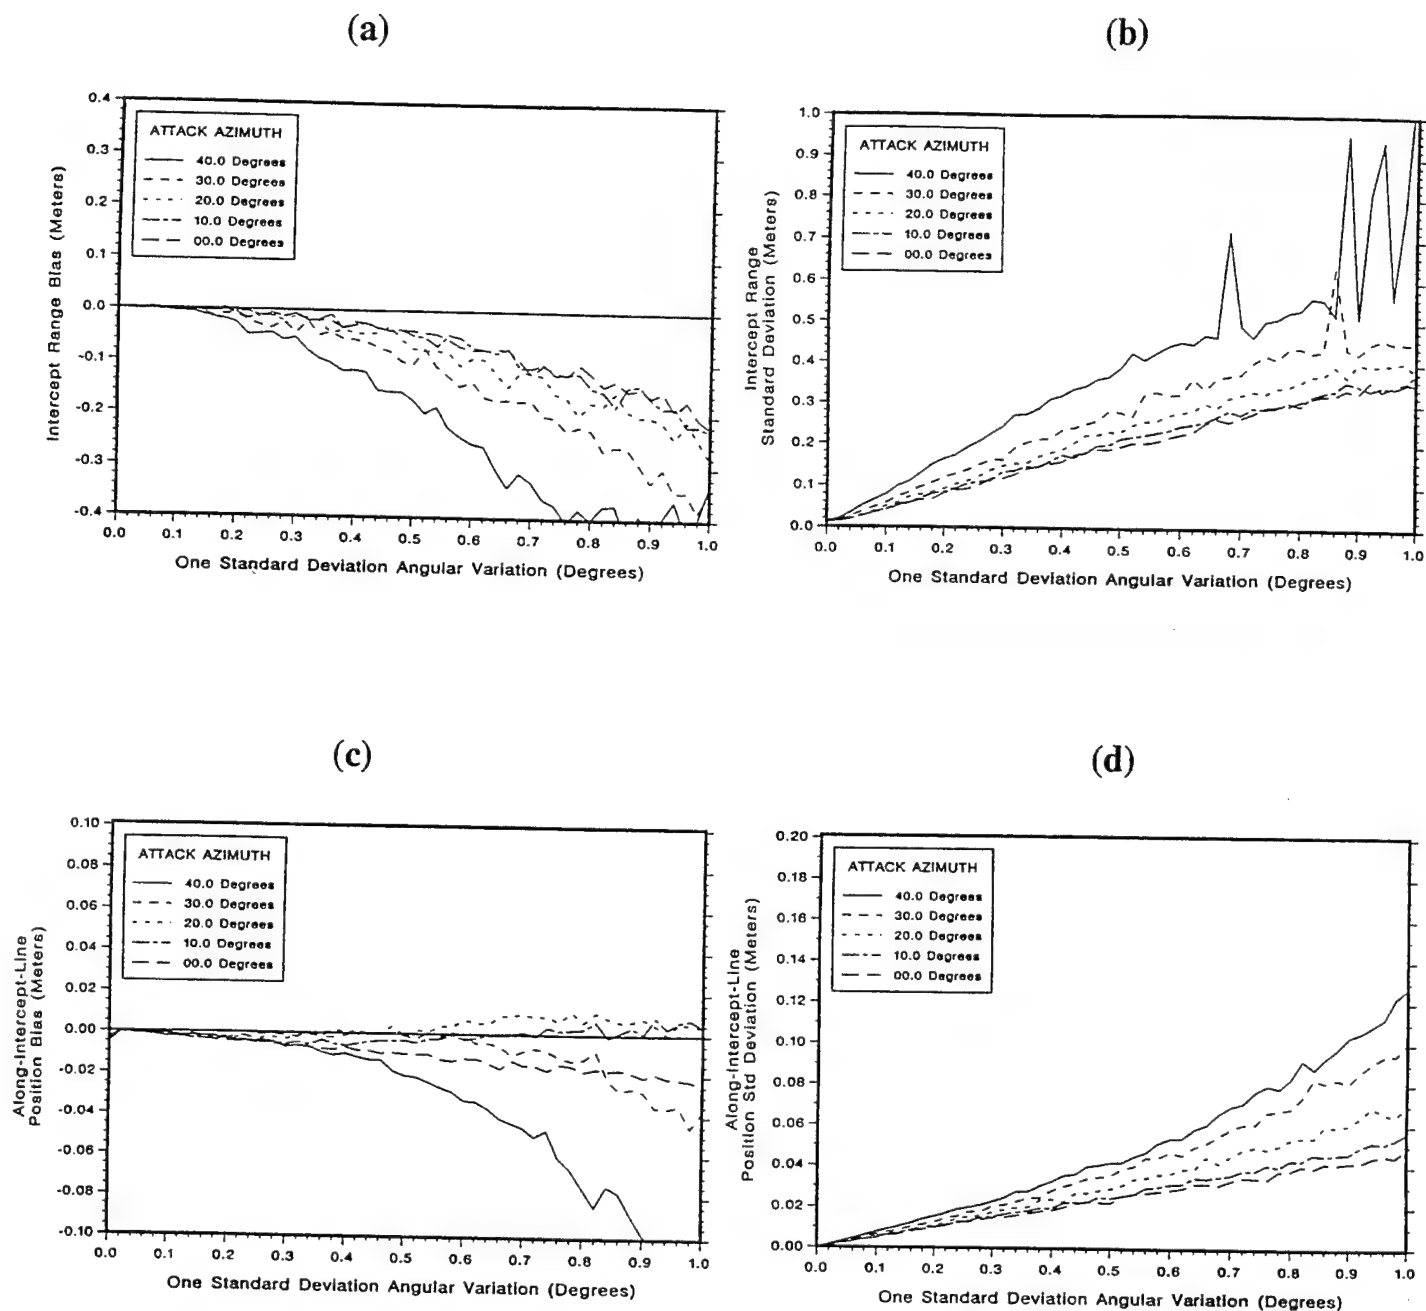 (a)
0.4
0.3
0.2
0.1
0.0
-0.1
-0.2
-0.3
-0.4
Intercept Range Bias (Meters)
ATTACK AZIMUTH
40.0 Degrees
30.0 Degrees
20.0 Degrees
10.0 Degrees
00.0 Degrees
0.0 0.1 0.2 0.3 0.4 0.5 0.6 0.7 0.8 0.9 1.0
One Standard Deviation Angular Variation (Degrees)
(b)
1.0
0.9
0.8
0.7
0.6
0.5
0.4
0.3
0.2
0.1
0.0
Intercept Range
Standard Deviation (Meters)
ATTACK AZIMUTH
40.0 Degrees
30.0 Degrees
20.0 Degrees
10.0 Degrees
00.0 Degrees
0.0 0.1 0.2 0.3 0.4 0.5 0.6 0.7 0.8 0.9 1.0
One Standard Deviation Angular Variation (Degrees)
(c)
0.10
0.08
0.06
0.04
0.02
0.00
-0.02
-0.04
-0.06
-0.08
-0.10
Along-Intercept-Line
Position Bias (Meters)
ATTACK AZIMUTH
40.0 Degrees
30.0 Degrees
20.0 Degrees
10.0 Degrees
00.0 Degrees
0.0 0.1 0.2 0.3 0.4 0.5 0.6 0.7 0.8 0.9 1.0
One Standard Deviation Angular Variation (Degrees)
(d)
0.20
0.18
0.16
0.14
0.12
0.10
0.08
0.06
0.04
0.02
0.00
Along-Intercept-Line
Position Std Deviation (Meters)
ATTACK AZIMUTH
40.0 Degrees
30.0 Degrees
20.0 Degrees
10.0 Degrees
00.0 Degrees
0.0 0.1 0.2 0.3 0.4 0.5 0.6 0.7 0.8 0.9 1.0
One Standard Deviation Angular Variation (Degrees)